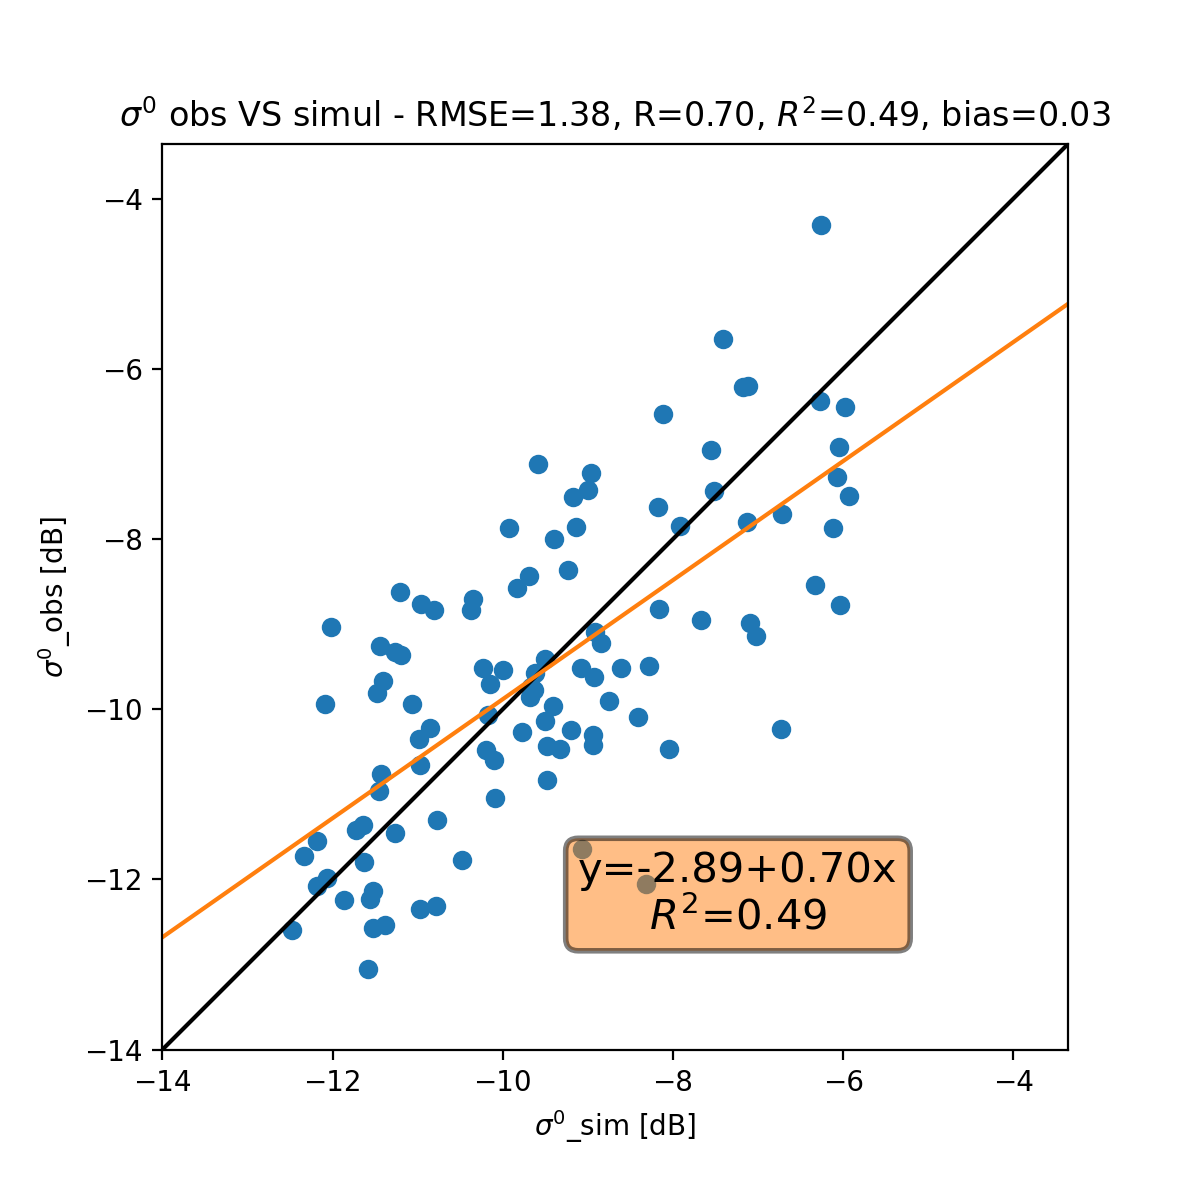 σ⁰ obs VS simul - RMSE=1.38, R=0.70, R²=0.49, bias=0.03
−4
−6
−8
−10
−12
−14
σ⁰_obs [dB]
y=-2.89+0.70x
R²=0.49
−14 −12 −10 −8 −6 −4
σ⁰_sim [dB]